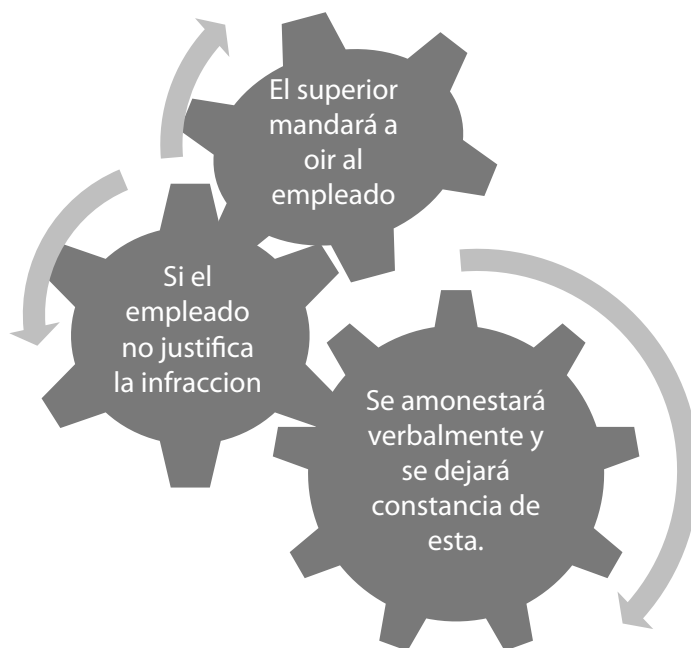 El superior
mandará a
oir al
empleado
Si el
empleado
no justifica
la infraccion
Se amonestará
verbalmente y
se dejará
constancia de
esta.